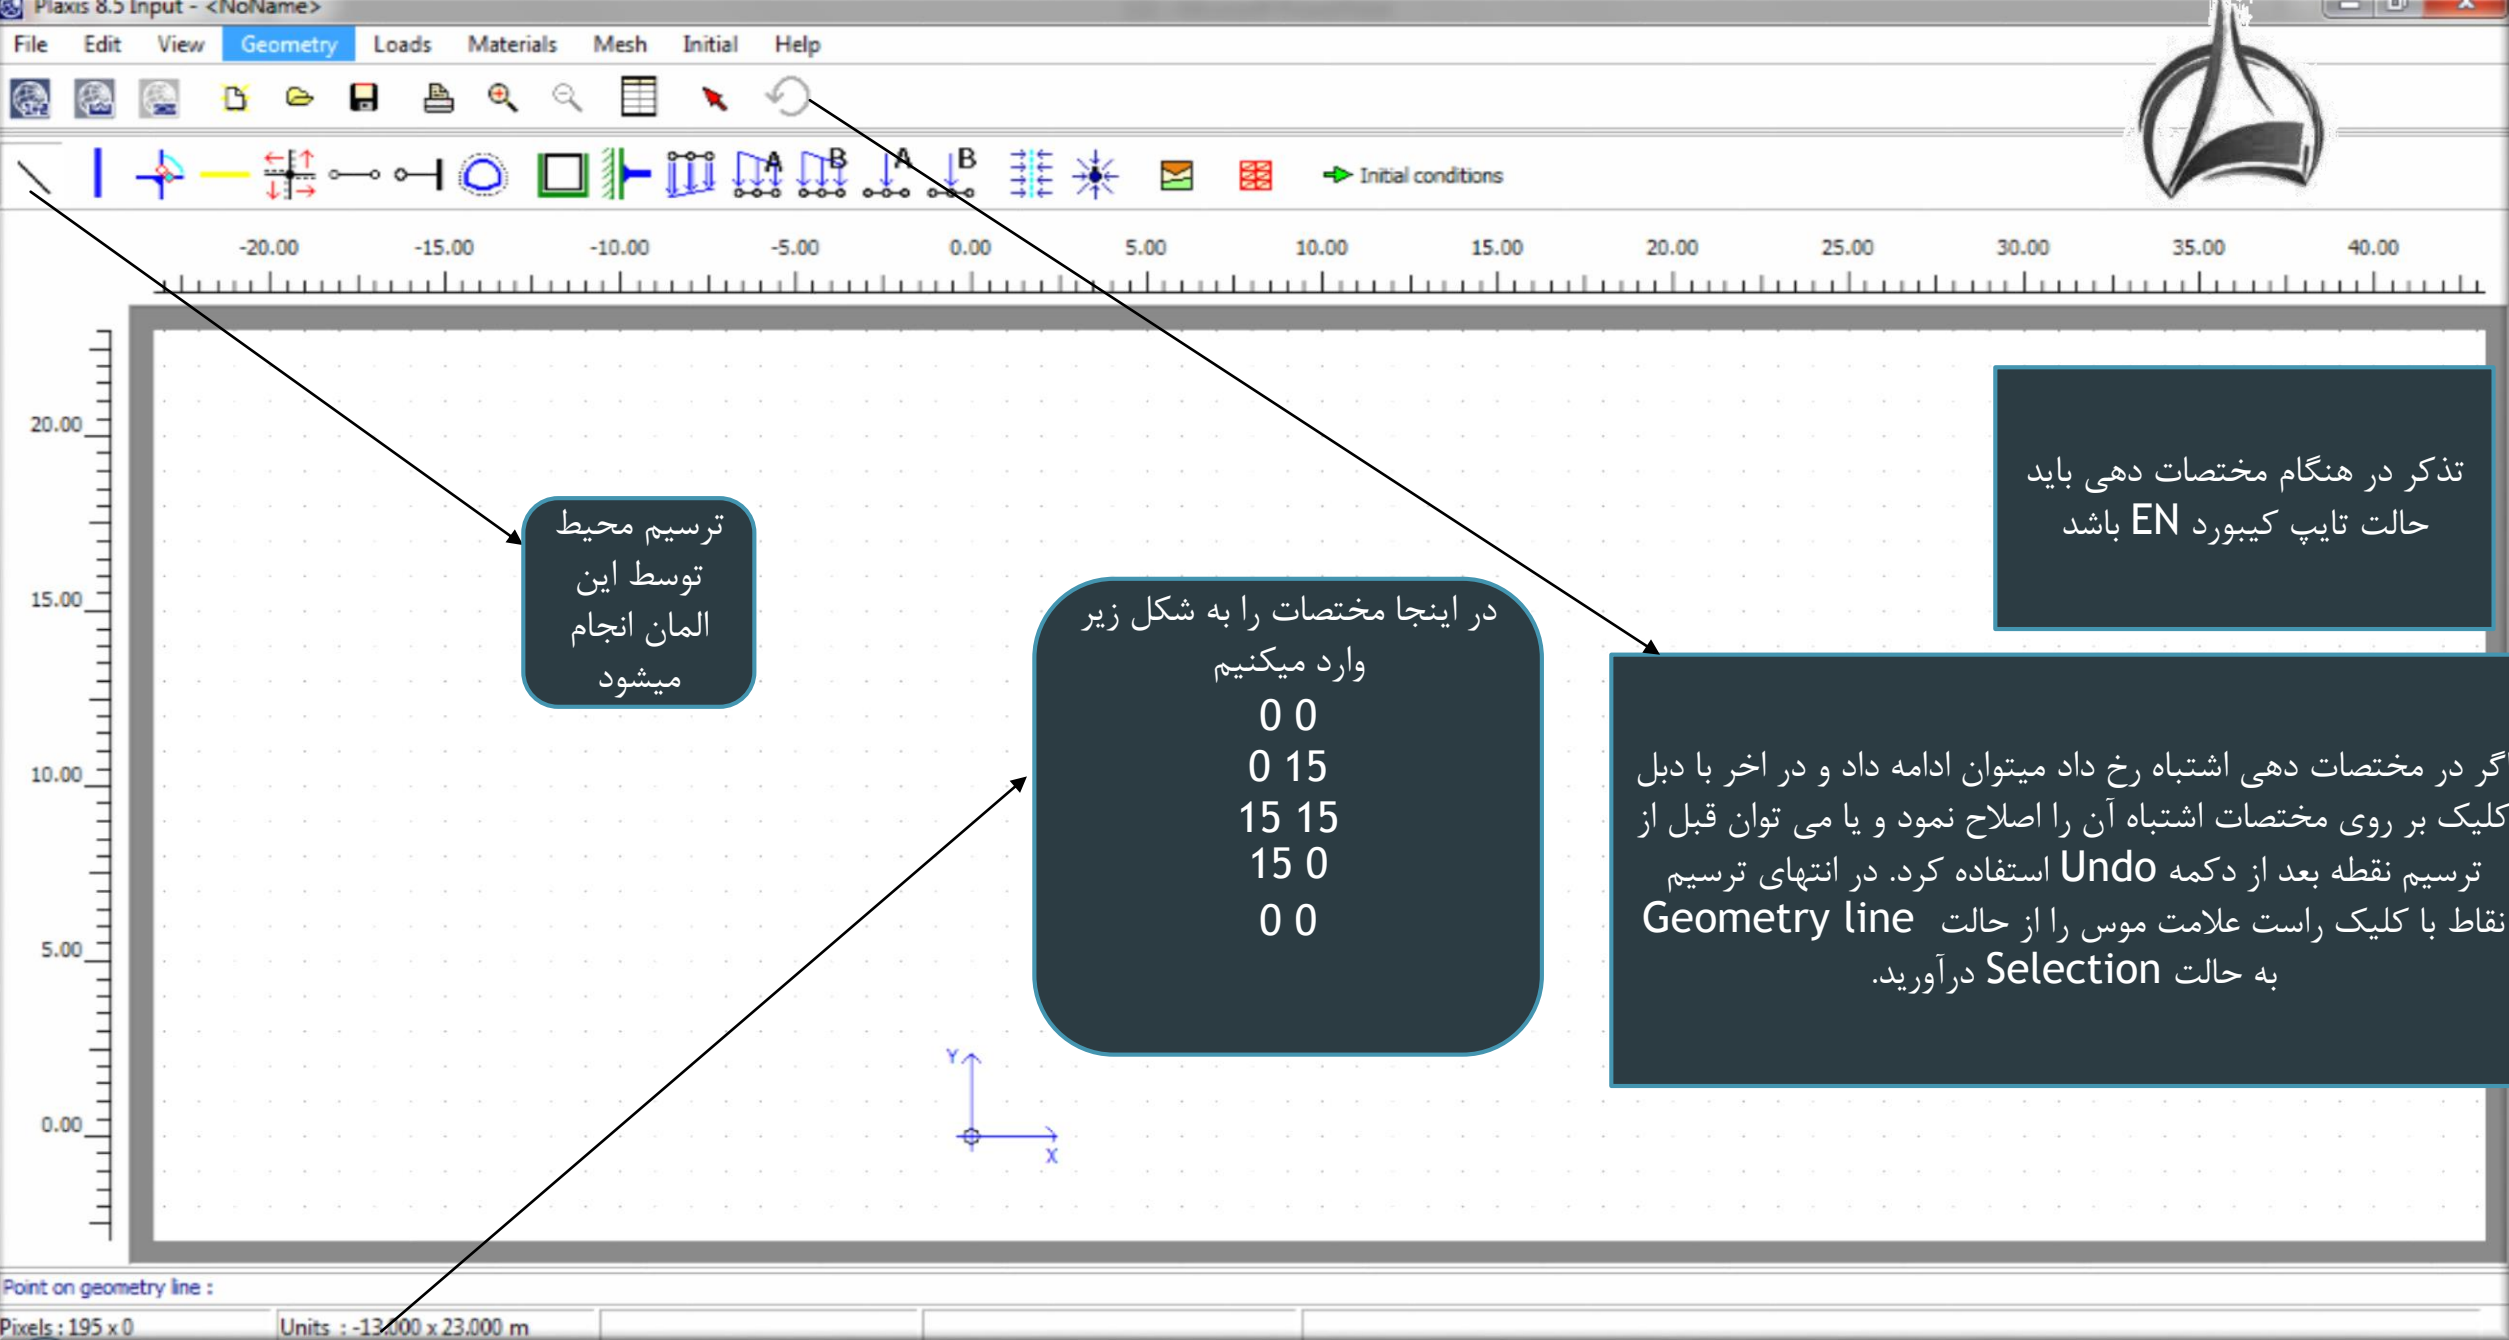 Plaxis 8.5 Input - <NoName>
File Edit View Geometry Loads Materials Mesh Initial Help
A B A B Initial conditions
-20.00 -15.00 -10.00 -5.00 0.00 5.00 10.00 15.00 20.00 25.00 30.00 35.00 40.00
20.00
15.00
10.00
5.00
0.00
تذکر در هنگام مختصات دهی باید
حالت تایپ کیبورد EN باشد
ترسیم محیط
توسط این
المان انجام
میشود
در اینجا مختصات را به شکل زیر
وارد میکنیم
0 0
0 15
15 15
15 0
0 0
اگر در مختصات دهی اشتباه رخ داد میتوان ادامه داد و در اخر با دبل
کلیک بر روی مختصات اشتباه آن را اصلاح نمود و یا می توان قبل از
ترسیم نقطه بعد از دکمه Undo استفاده کرد. در انتهای ترسیم
نقاط با کلیک راست علامت موس را از حالت Geometry line
به حالت Selection درآورید.
Y
X
Point on geometry line :
Pixels : 195 x 0 Units : -13.000 x 23.000 m